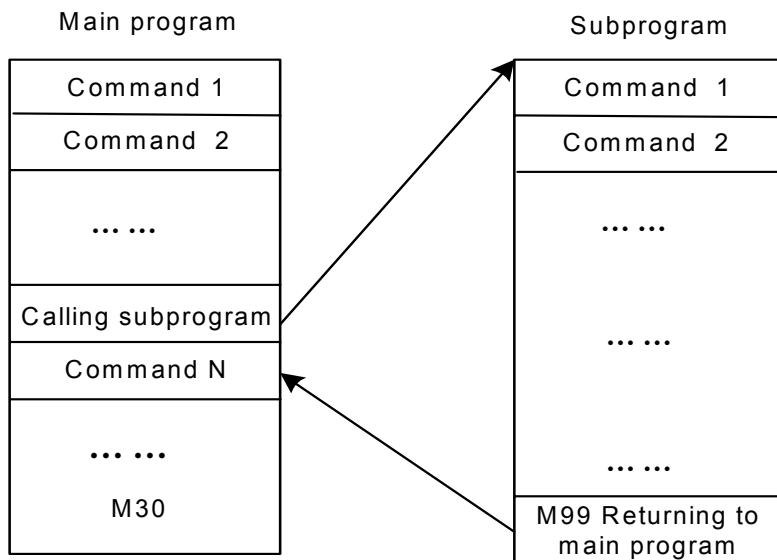 Main program
Command 1
Command 2
... ...
Calling subprogram
Command N
... ...
M30
Subprogram
Command 1
Command 2
... ...
... ...
... ...
M99 Returning to
main program